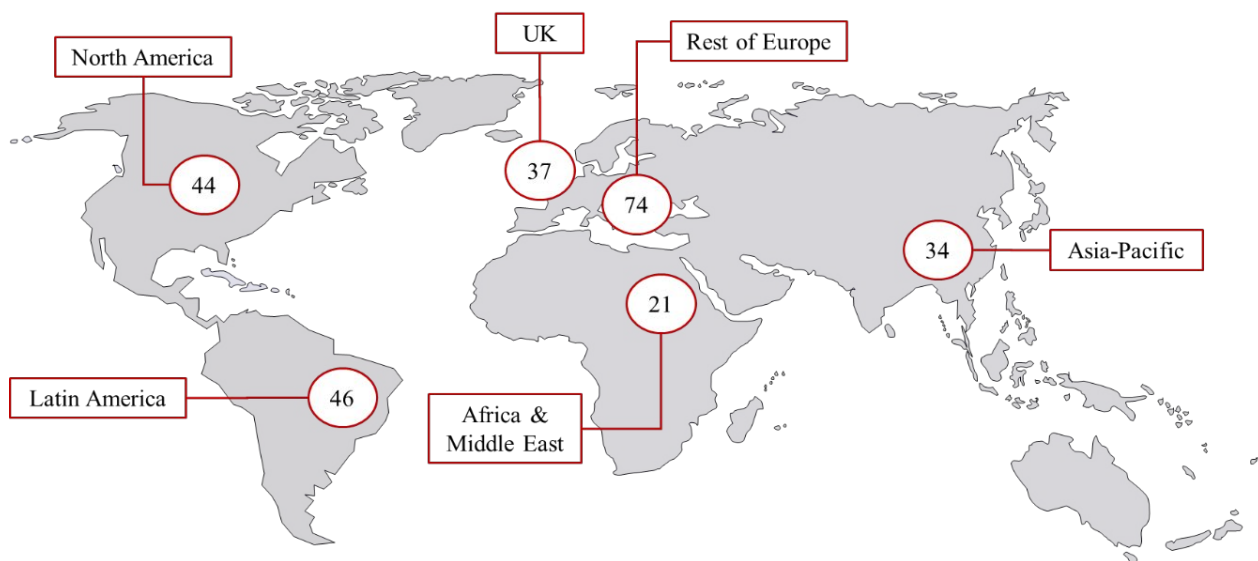 UK
Rest of Europe
North America
37
44
74
34
Asia-Pacific
21
Latin America
46
Africa &
Middle East